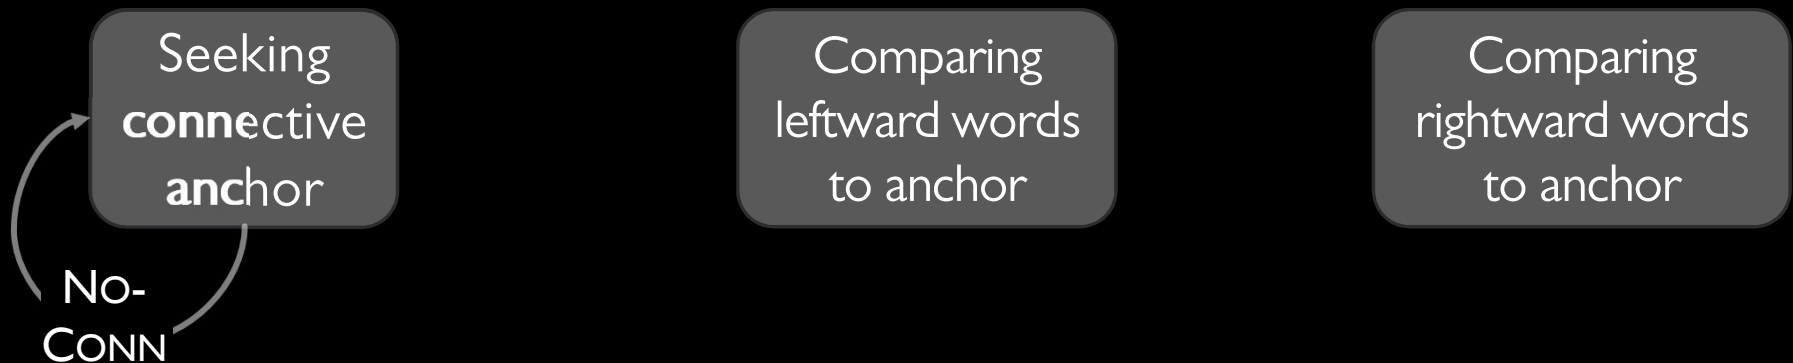 Seeking
connective
anchor
Comparing
leftward words
to anchor
Comparing
rightward words
to anchor
NO-
CONN